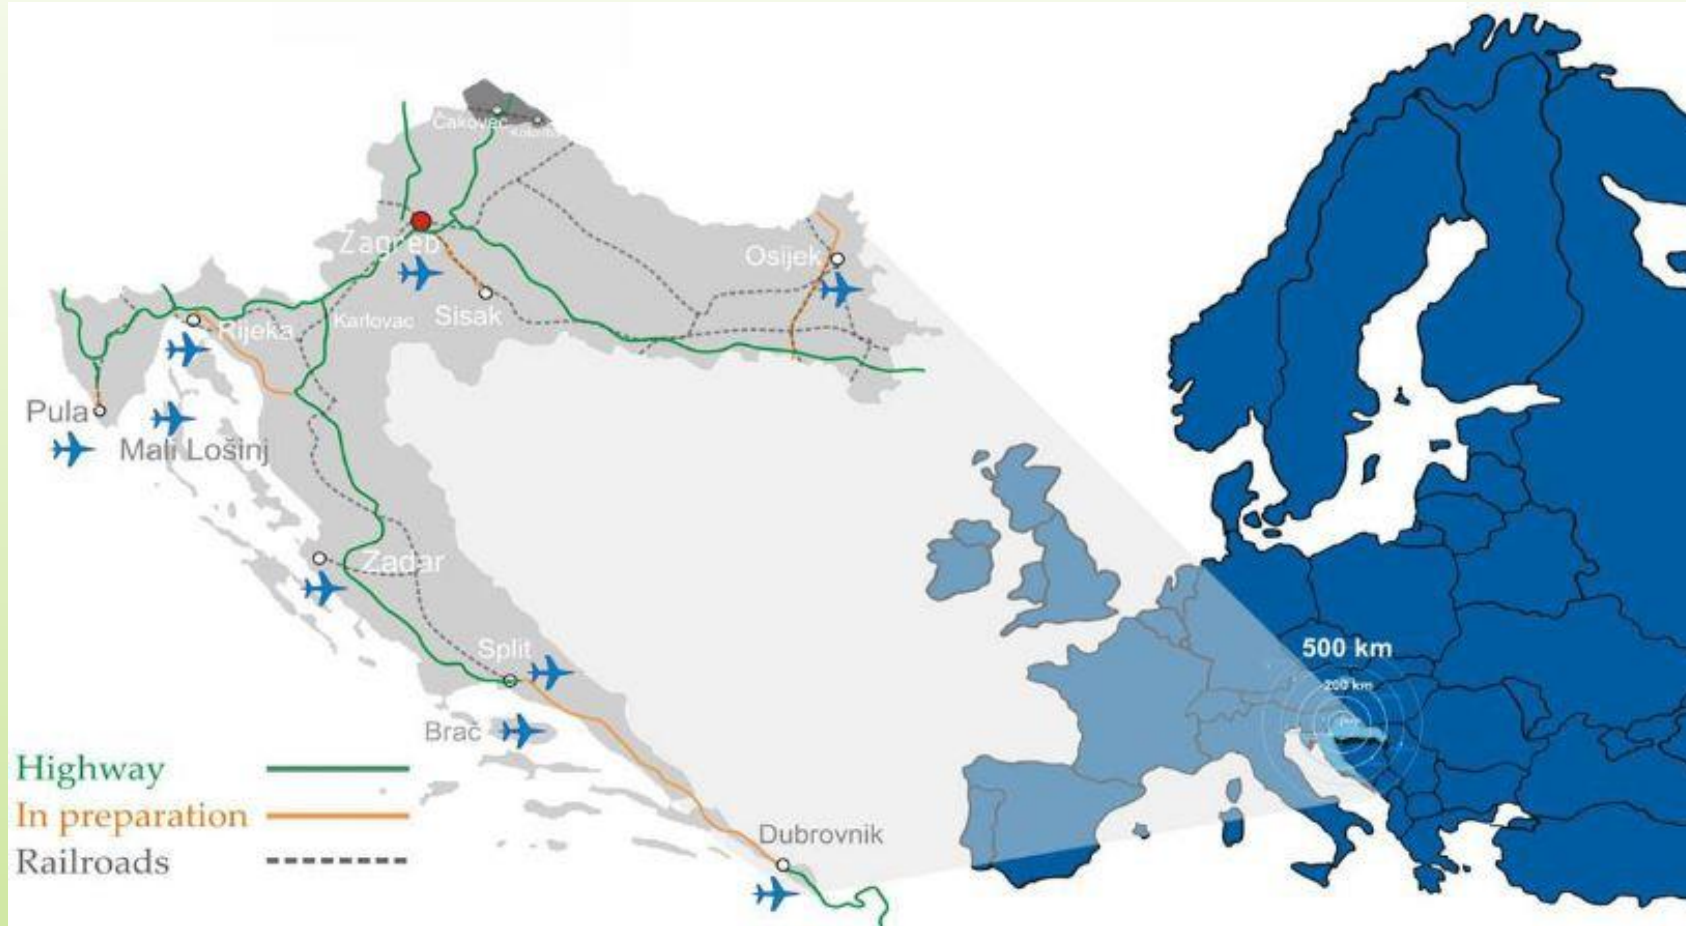 Čakovec
Zagreb
Osijek
Sisak
Karlovac
Rijeka
Pula
Mali Lošinj
Zadar
Split
Brač
Dubrovnik
Highway
In preparation
Railroads
500 km
200 km